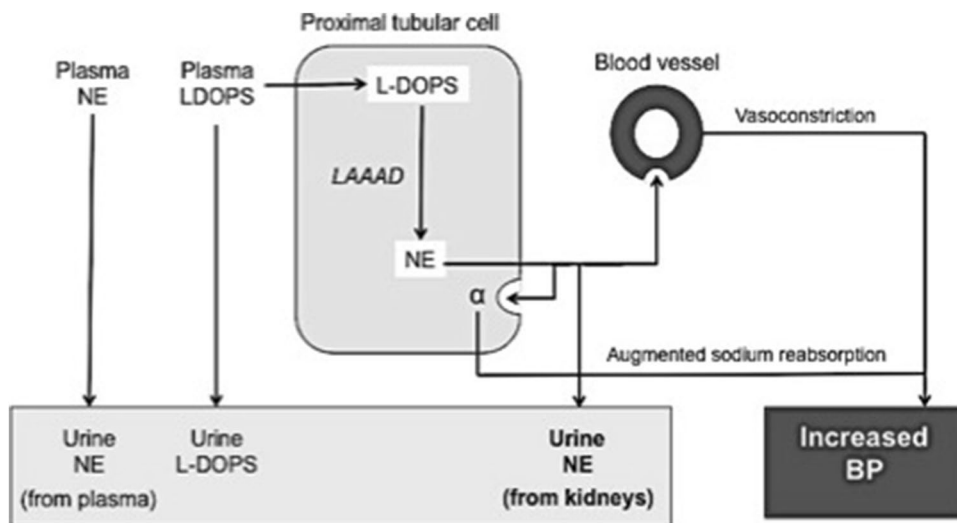 Proximal tubular cell
Plasma
NE
Plasma
LDOPS
L-DOPS
LAAAD
NE
α
Blood vessel
Vasoconstriction
Augmented sodium reabsorption
Urine
NE
(from plasma)
Urine
L-DOPS
Urine
NE
(from kidneys)
Increased
BP